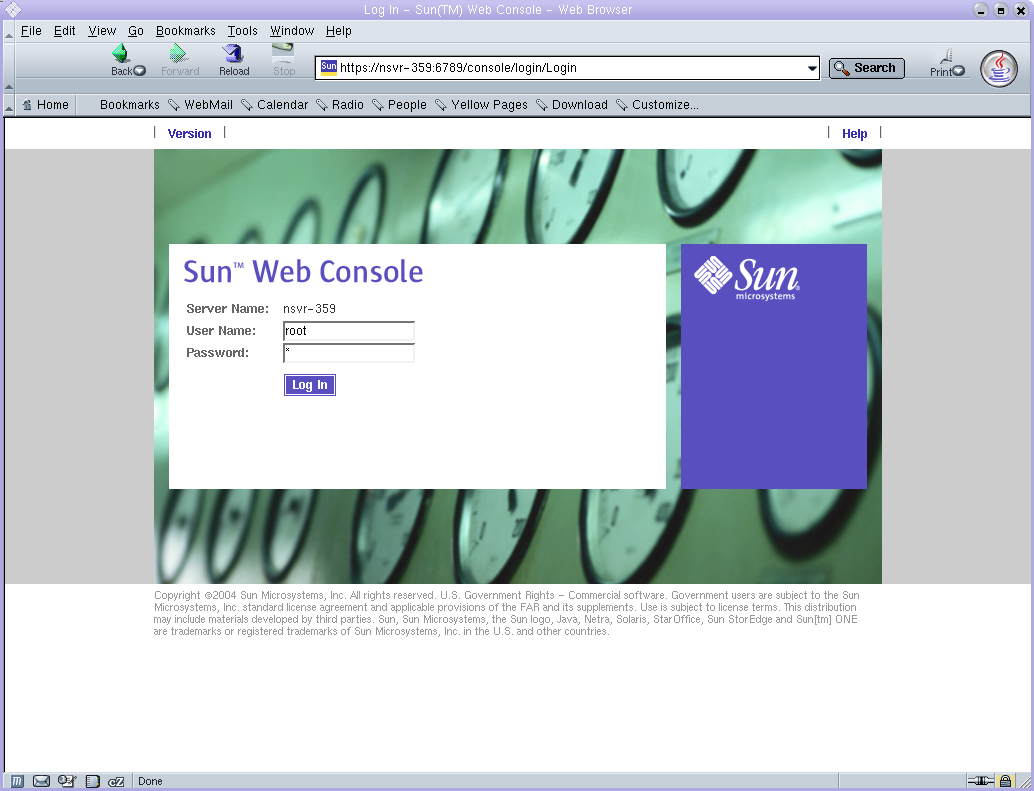 Log In - Sun(TM) Web Console - Web Browser
File Edit View Go Bookmarks Tools Window Help
Back Forward Reload Stop Sun https://nsvr-359:6789/console/login/Login Search Print
Home Bookmarks WebMail Calendar Radio People Yellow Pages Download Customize...
| Version | | Help |
Sun™ Web Console
Sun®
microsystems
Server Name: nsvr-359
User Name: root
Password: *
Log In
Copyright ©2004 Sun Microsystems, Inc. All rights reserved. U.S. Government Rights - Commercial software. Government users are subject to the Sun
Microsystems, Inc. standard license agreement and applicable provisions of the FAR and its supplements. Use is subject to license terms. This distribution
may include materials developed by third parties. Sun, Sun Microsystems, the Sun logo, Java, Netra, Solaris, StarOffice, Sun StorEdge and Sun[tm] ONE
are trademarks or registered trademarks of Sun Microsystems, Inc. in the U.S. and other countries.
m cZ Done